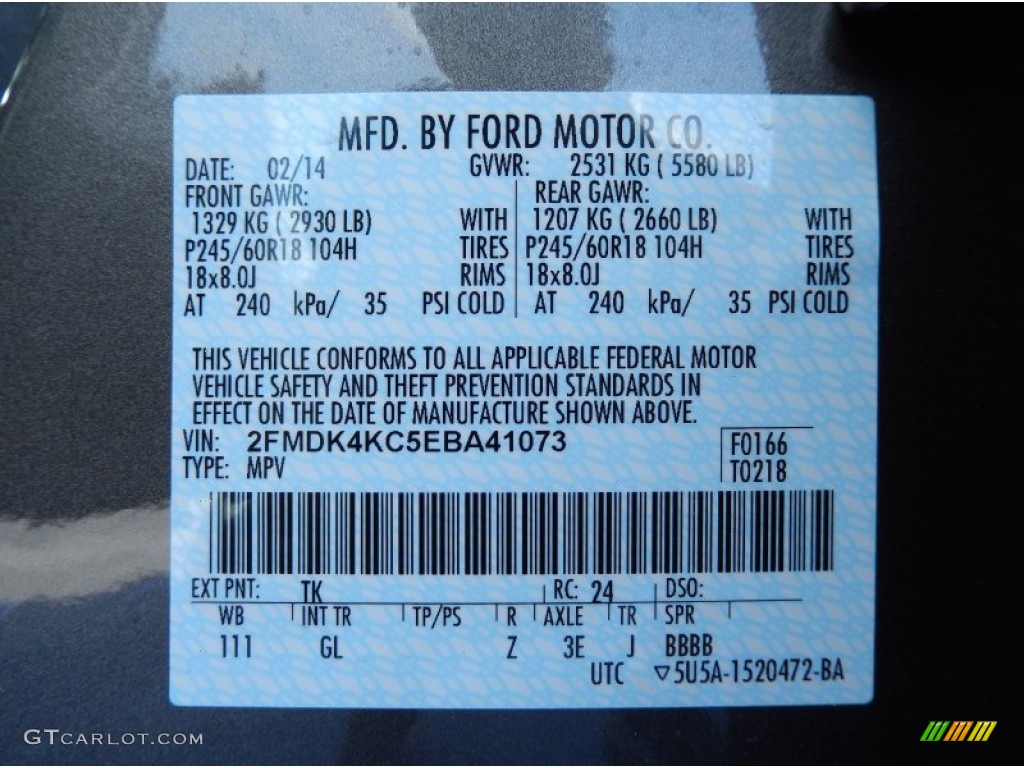 MFD. BY FORD MOTOR CO.
DATE: 02/14 GVWR: 2531 KG ( 5580 LB)
FRONT GAWR: REAR GAWR:
1329 KG ( 2930 LB) WITH 1207 KG ( 2660 LB) WITH
P245/60R18 104H TIRES P245/60R18 104H TIRES
18x8.0J RIMS 18x8.0J RIMS
AT 240 kPa/ 35 PSI COLD AT 240 kPa/ 35 PSI COLD
THIS VEHICLE CONFORMS TO ALL APPLICABLE FEDERAL MOTOR
VEHICLE SAFETY AND THEFT PREVENTION STANDARDS IN
EFFECT ON THE DATE OF MANUFACTURE SHOWN ABOVE.
VIN: 2FMDK4KC5EBA41073 F0166
TYPE: MPV T0218
EXT PNT: TK RC: 24 DSO:
WB INT TR TP/PS R AXLE TR SPR
111 GL Z 3E J BBBB
UTC ▽5U5A-1520472-BA
GTCARLOT.COM